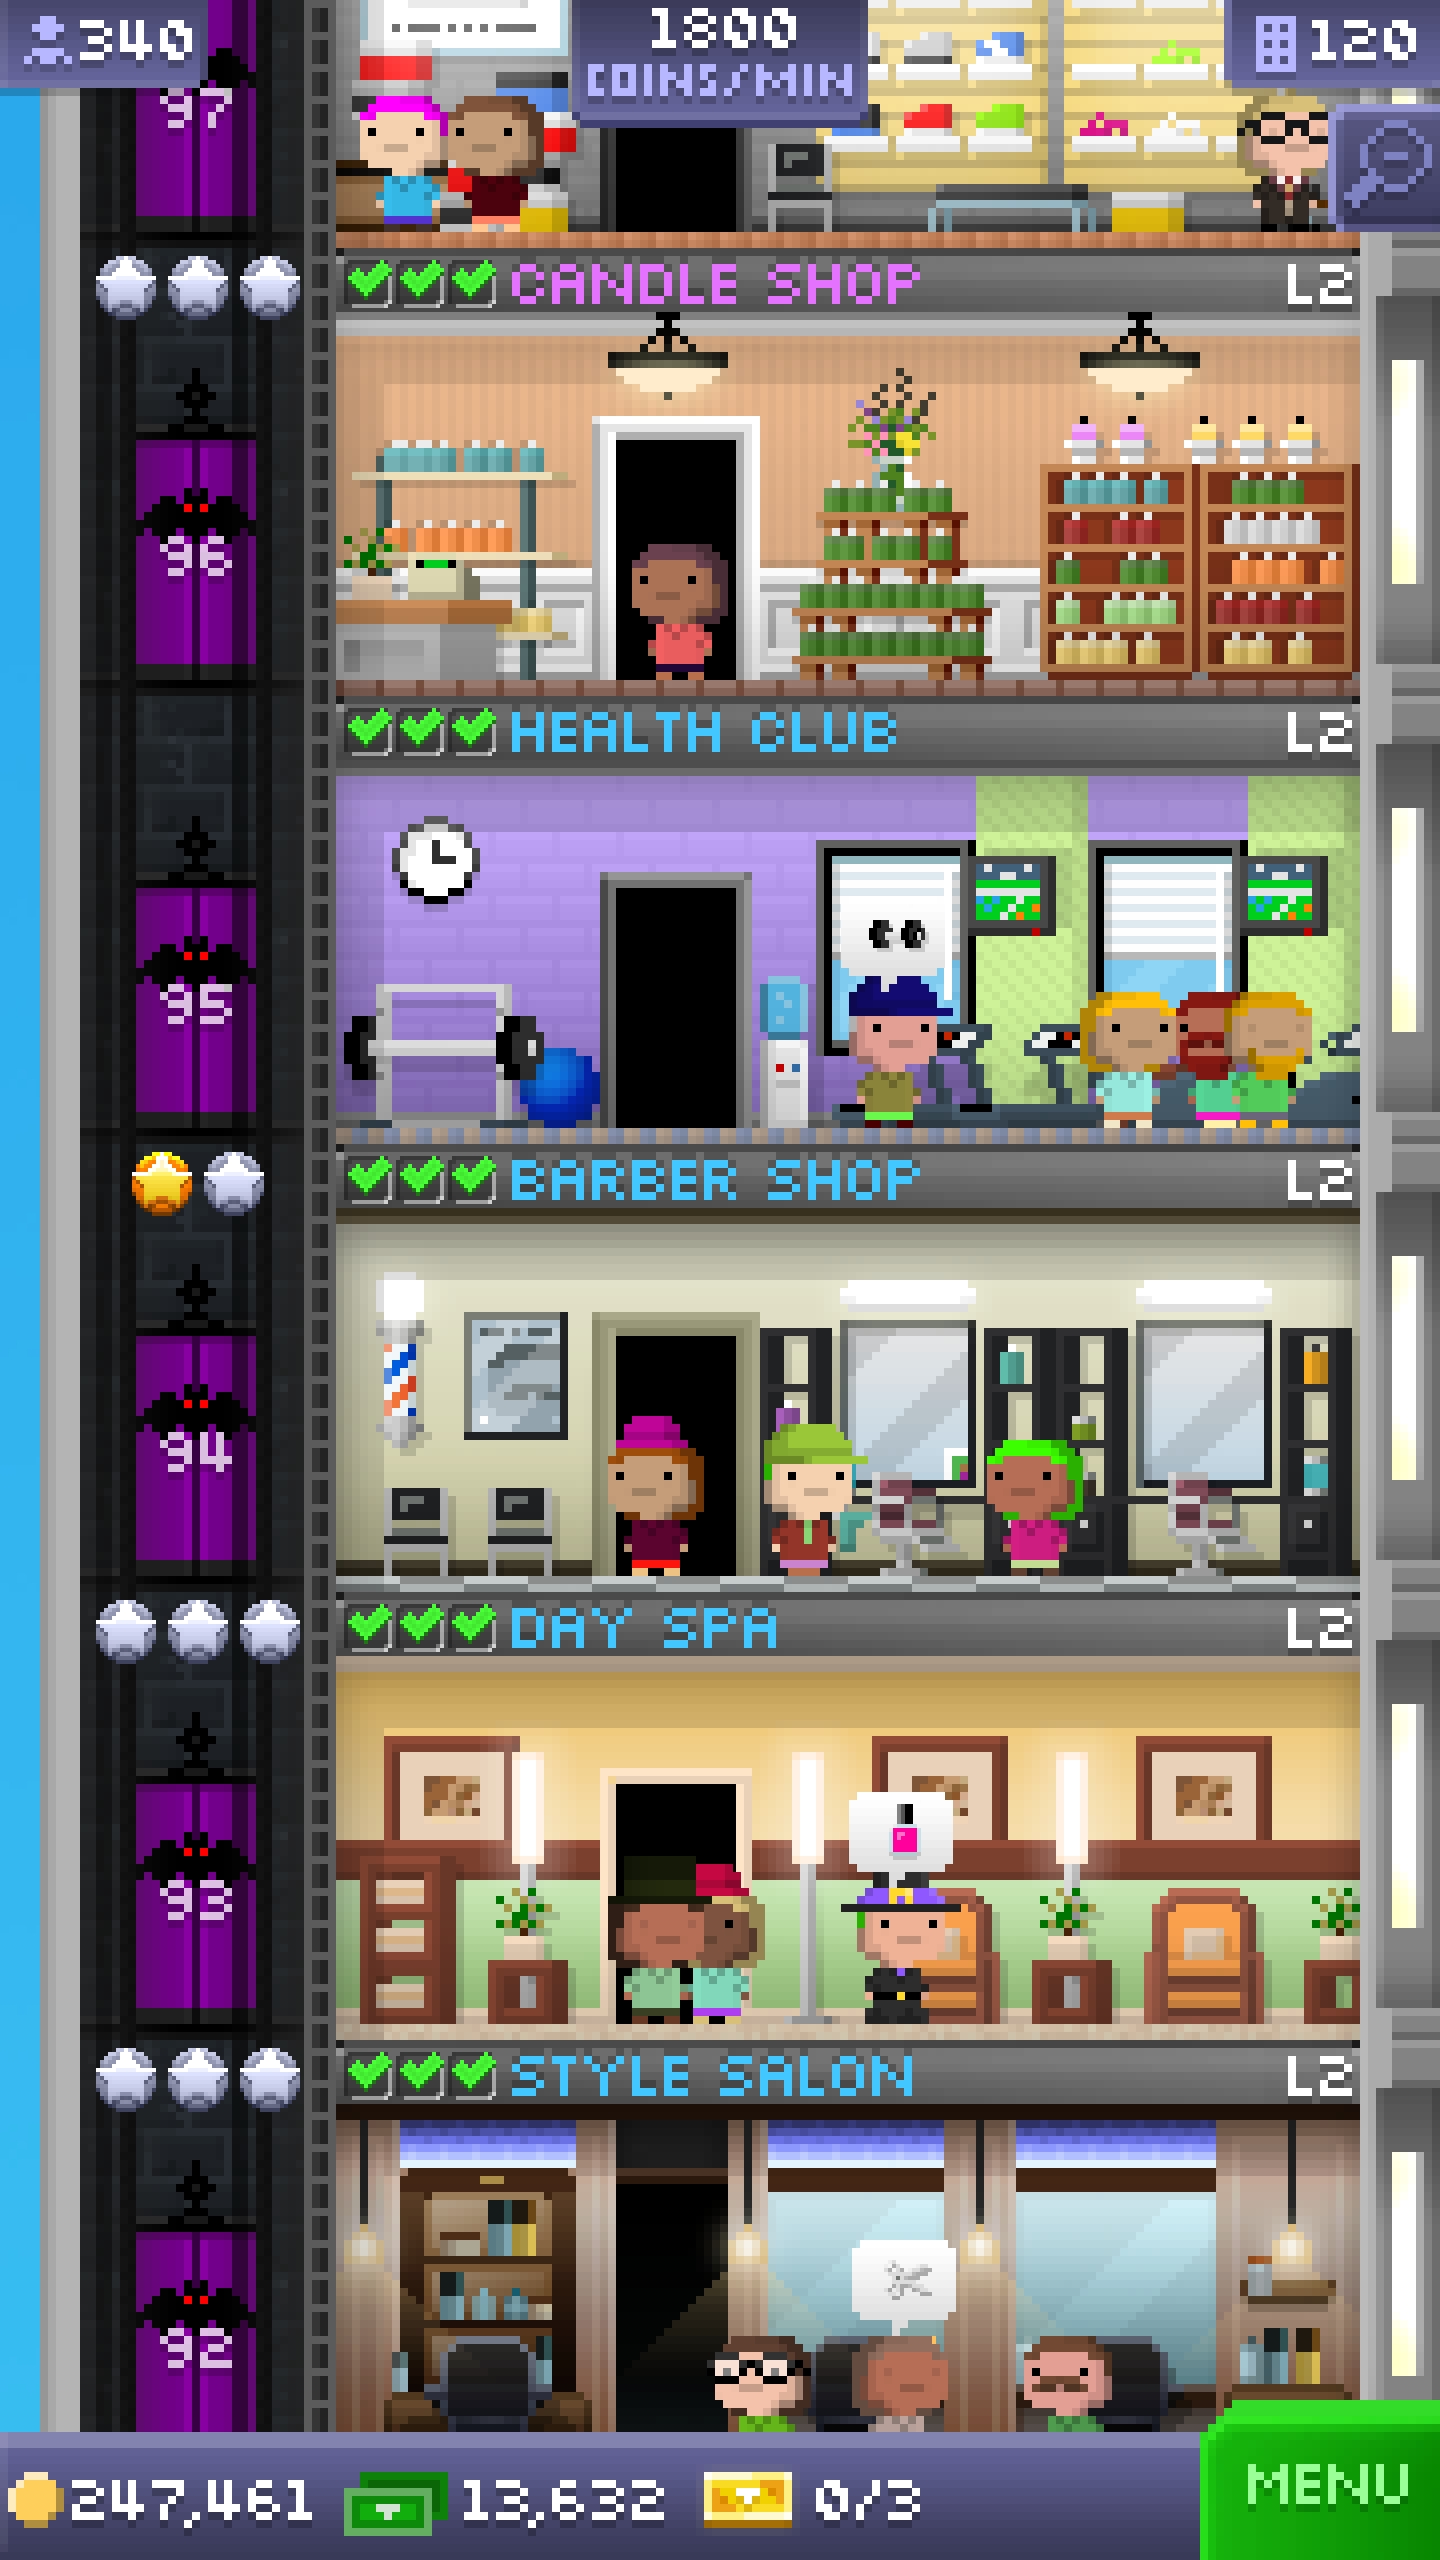 340
1800
COINS/MIN
120
97
CANDLE SHOP L2
96
HEALTH CLUB L2
95
BARBER SHOP L2
94
DAY SPA L2
93
STYLE SALON L2
92
247,461 13,632 0/3
MENU